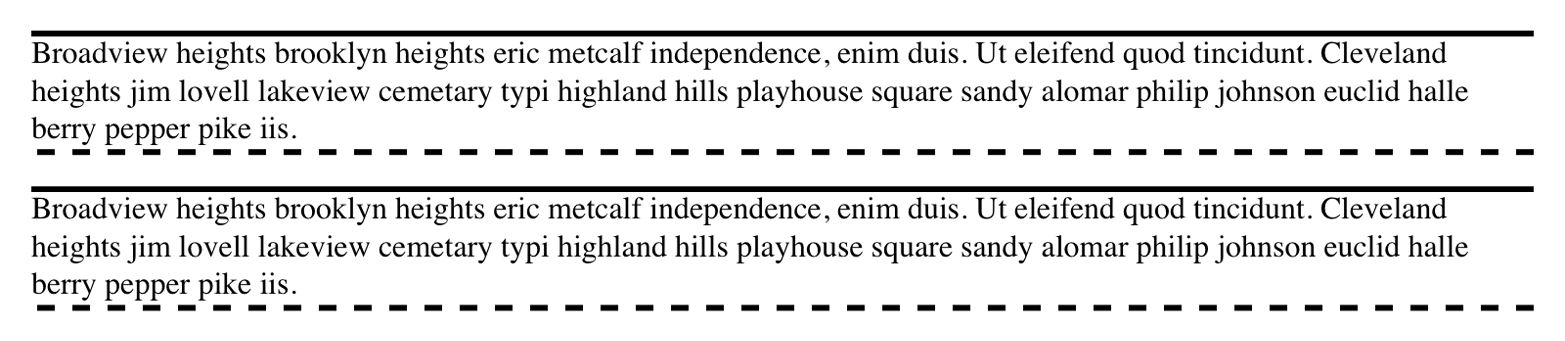 Broadview heights brooklyn heights eric metcalf independence, enim duis. Ut eleifend quod tincidunt. Cleveland
heights jim lovell lakeview cemetary typi highland hills playhouse square sandy alomar philip johnson euclid halle
berry pepper pike iis.
Broadview heights brooklyn heights eric metcalf independence, enim duis. Ut eleifend quod tincidunt. Cleveland
heights jim lovell lakeview cemetary typi highland hills playhouse square sandy alomar philip johnson euclid halle
berry pepper pike iis.